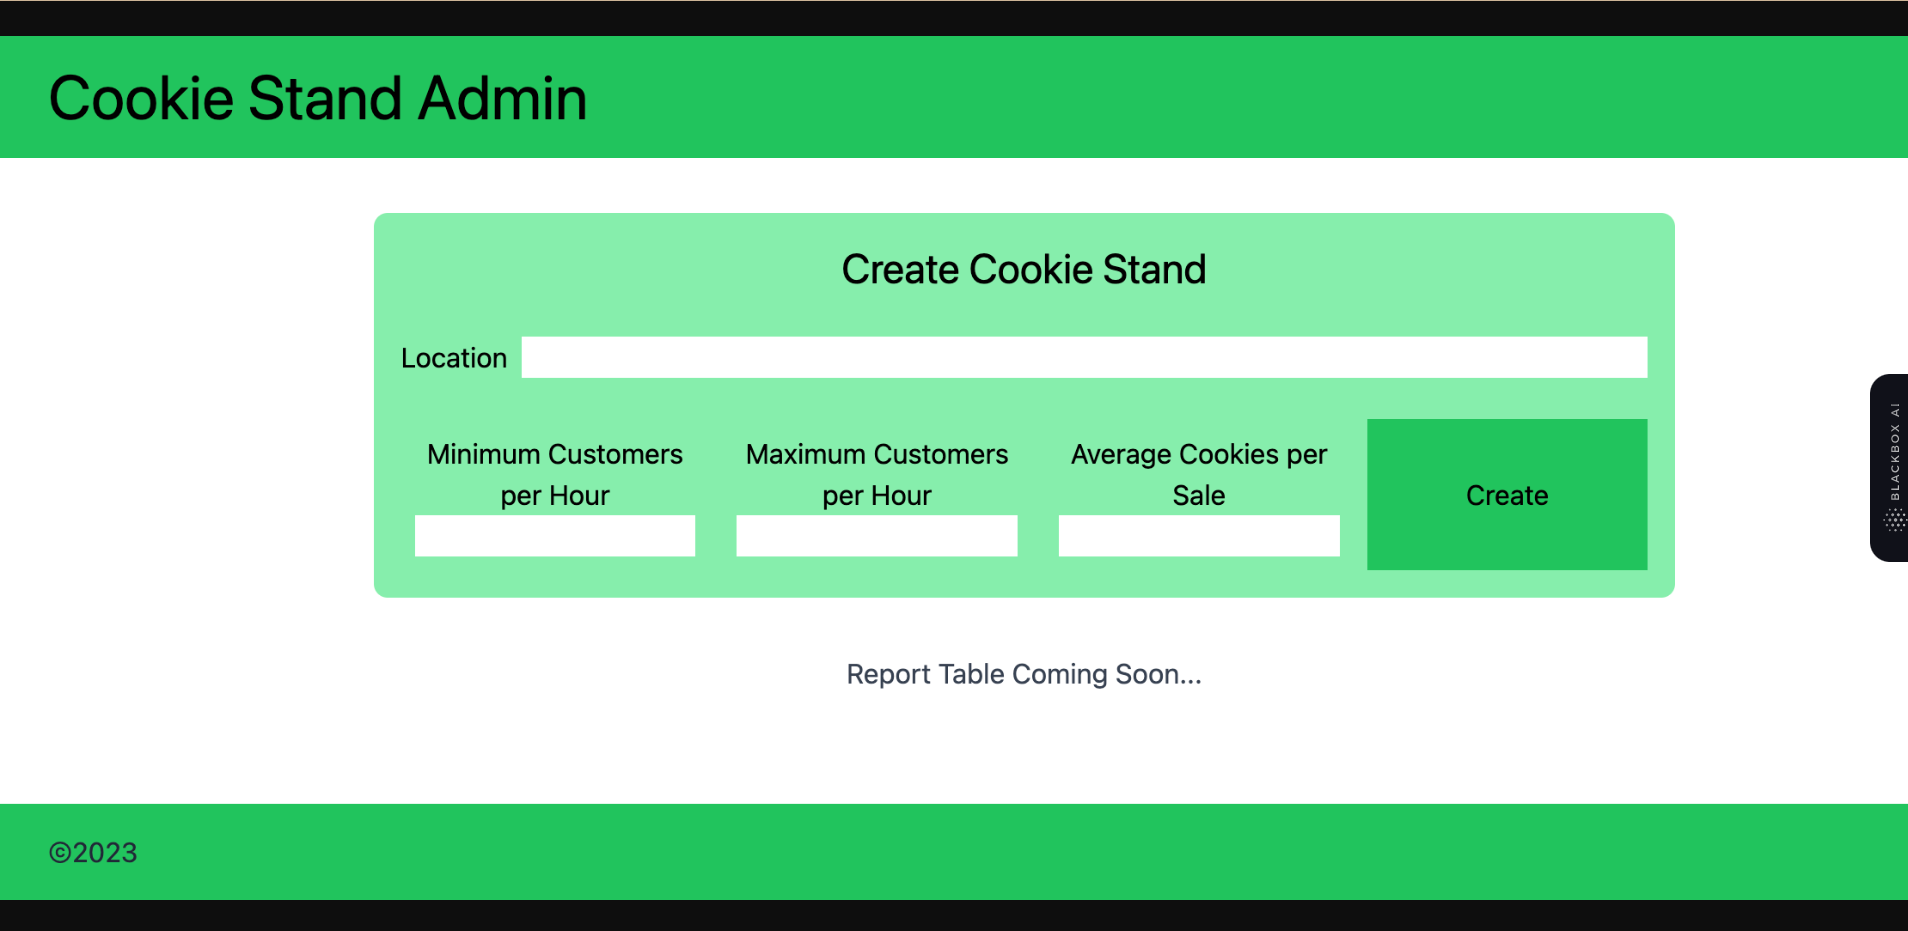 Cookie Stand Admin
Create Cookie Stand
Location
Minimum Customers
per Hour
Maximum Customers
per Hour
Average Cookies per
Sale
Create
BLACKBOX AI
Report Table Coming Soon...
©2023